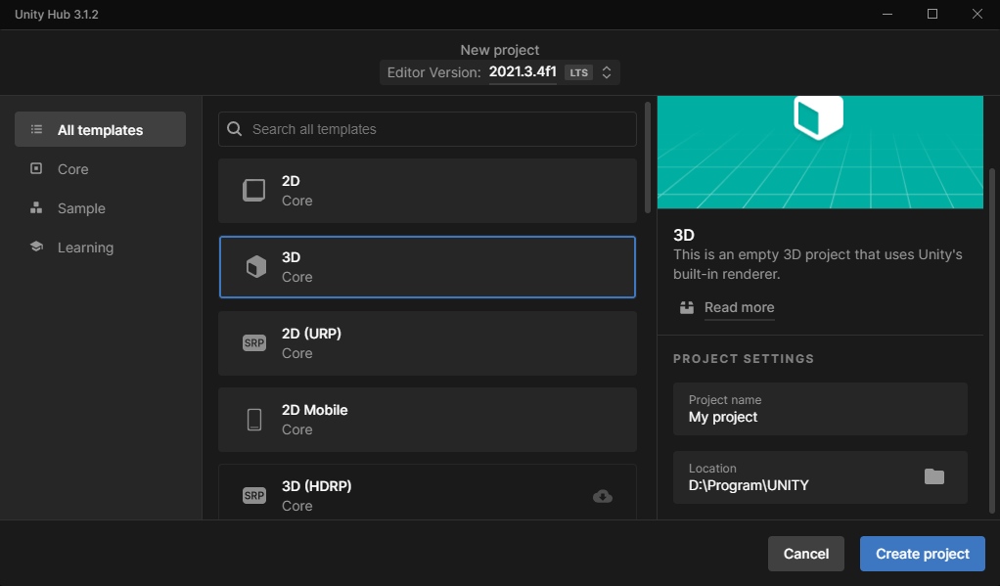 Unity Hub 3.1.2
New project
Editor Version: 2021.3.4f1 LTS
All templates
Core
Sample
Learning
Search all templates
2D
Core
3D
Core
SRP
2D (URP)
Core
2D Mobile
Core
SRP
3D (HDRP)
Core
3D
This is an empty 3D project that uses Unity's
built-in renderer.
Read more
PROJECT SETTINGS
Project name
My project
Location
D:\Program\UNITY
Cancel
Create project